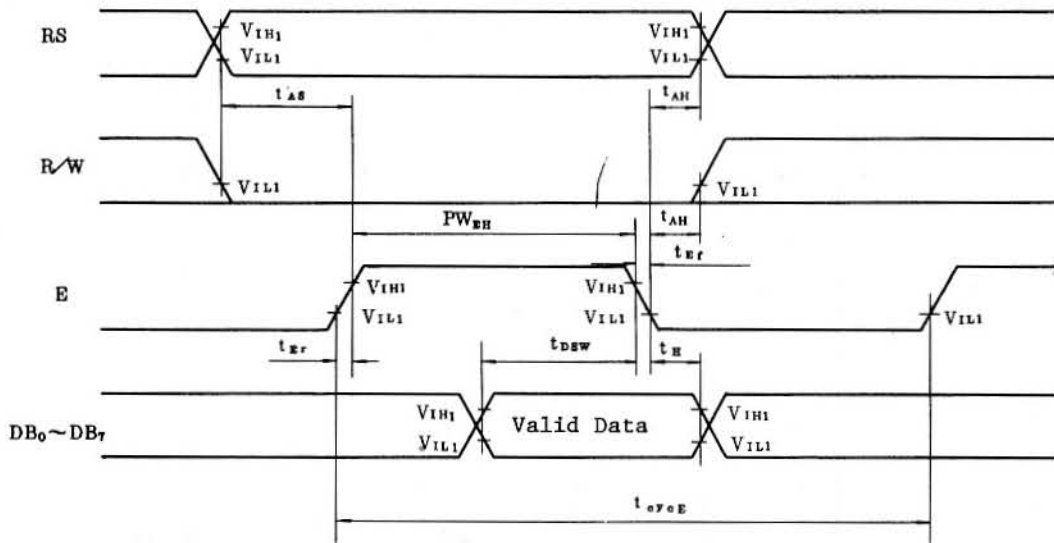 RS
VIH1
VIL1
VIH1
VIL1
tAS
tAH
R/W
VIL1
VIL1
PWEH
tAH
tEf
E
VIH1
VIL1
VIH1
VIL1
VIL1
tEr
tDSW
tH
DB0~DB7
VIH1
VIL1
Valid Data
VIH1
VIL1
tcycE